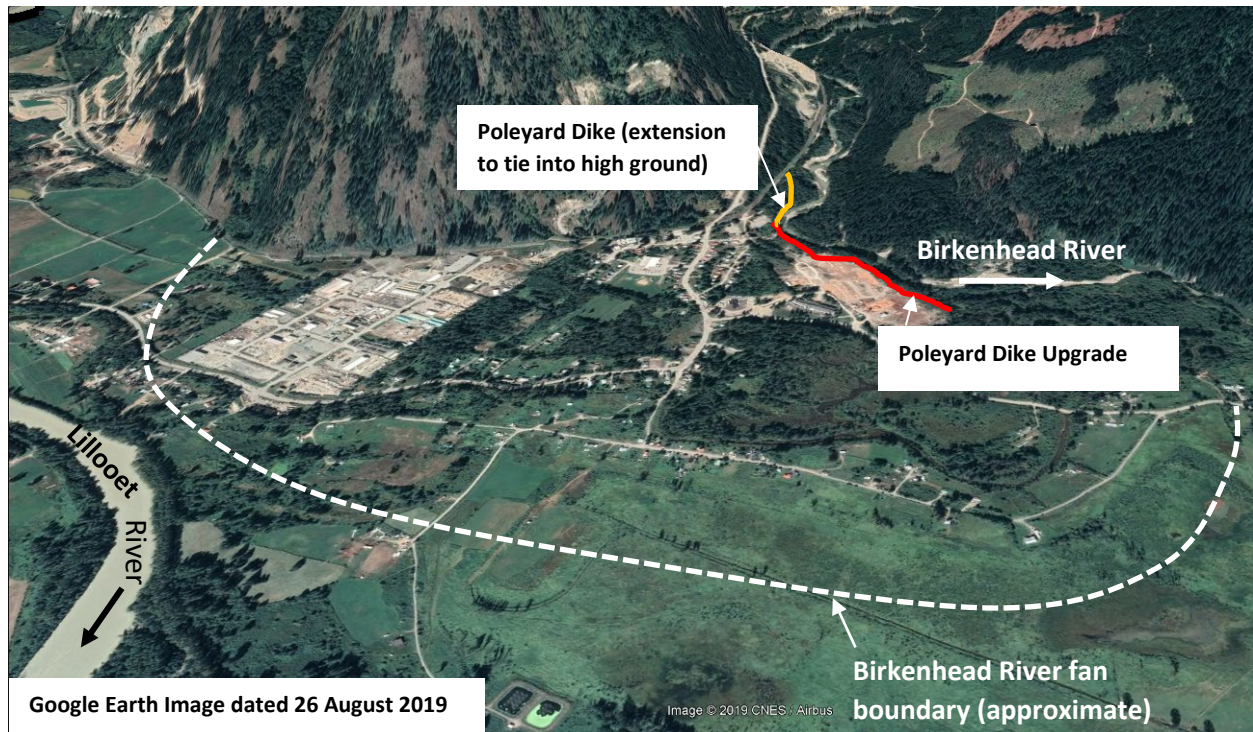 Poleyard Dike (extension
to tie into high ground)
Birkenhead River
Poleyard Dike Upgrade
Lillooet
River
Birkenhead River fan
boundary (approximate)
Google Earth Image dated 26 August 2019
Image © 2019 CNES / Airbus